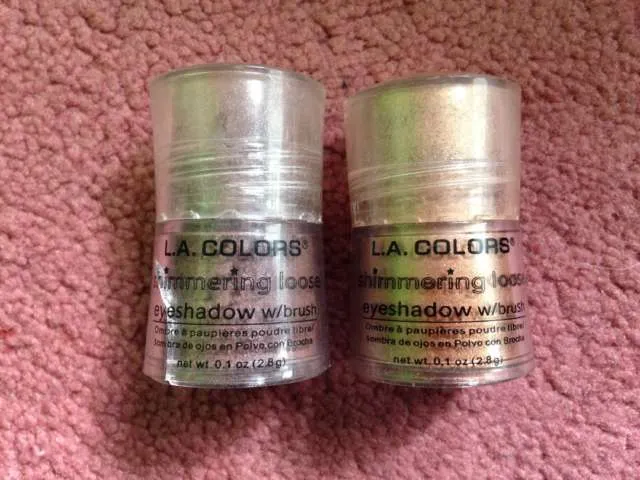 L.A. COLORS®
shimmering loose
eyeshadow w/brush
Ombre à paupières poudre libre/
sombra de ojos en Polvo con Brocha
net wt. 0.1 oz (2.8g)
L.A. COLORS®
shimmering loose
eyeshadow w/brush
Ombre à paupières poudre libre/
sombra de ojos en Polvo con Brocha
net wt. 0.1 oz (2.8g)